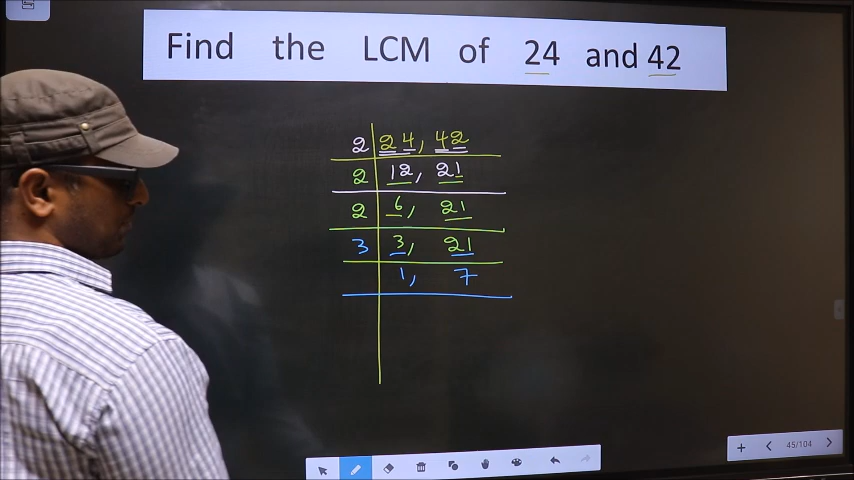 Find the LCM of 24 and 42
2 24, 42
2 12, 21
2 6, 21
3 3, 21
1, 7
45/104